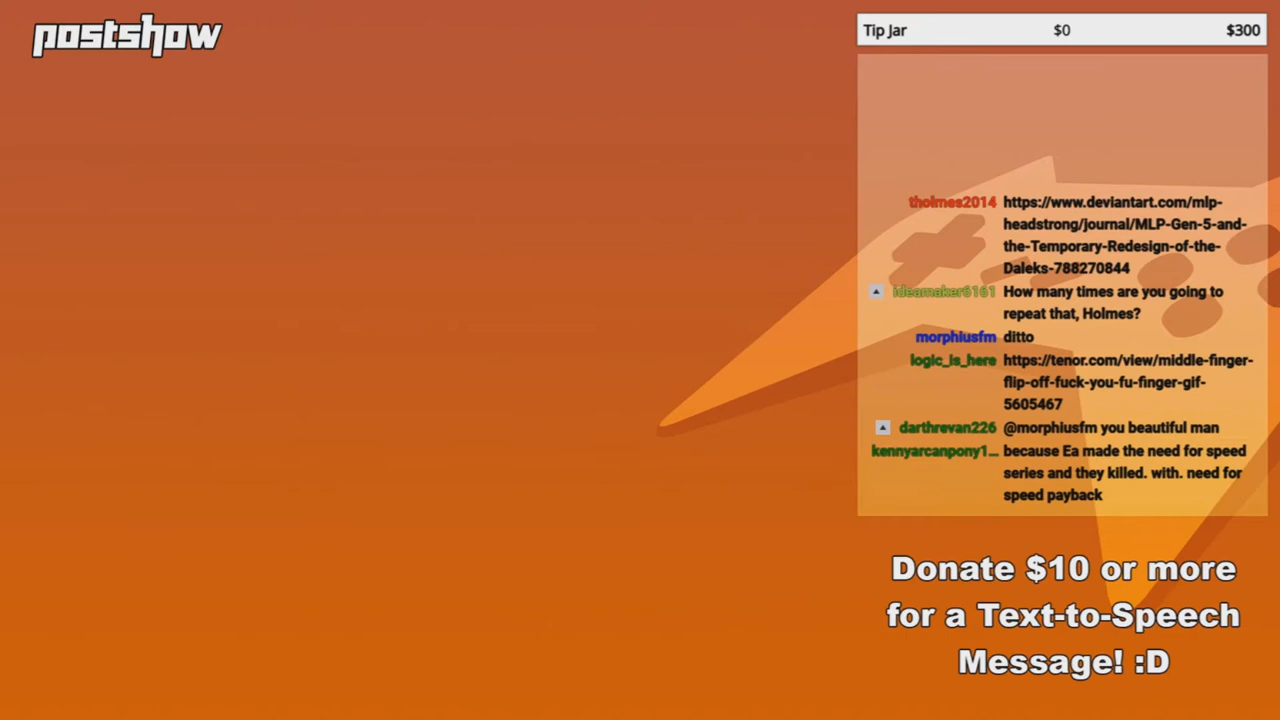 postshow
Tip Jar $0 $300
tholmes2014 https://www.deviantart.com/mlp-
headstrong/journal/MLP-Gen-5-and-
the-Temporary-Redesign-of-the-
Daleks-788270844
ideamaker6161 How many times are you going to
repeat that, Holmes?
morphiusfm ditto
logic_is_here https://tenor.com/view/middle-finger-
flip-off-fuck-you-fu-finger-gif-
5605467
darthrevan226 @morphiusfm you beautiful man
kennyarcanpony1... because Ea made the need for speed
series and they killed. with. need for
speed payback
Donate $10 or more
for a Text-to-Speech
Message! :D